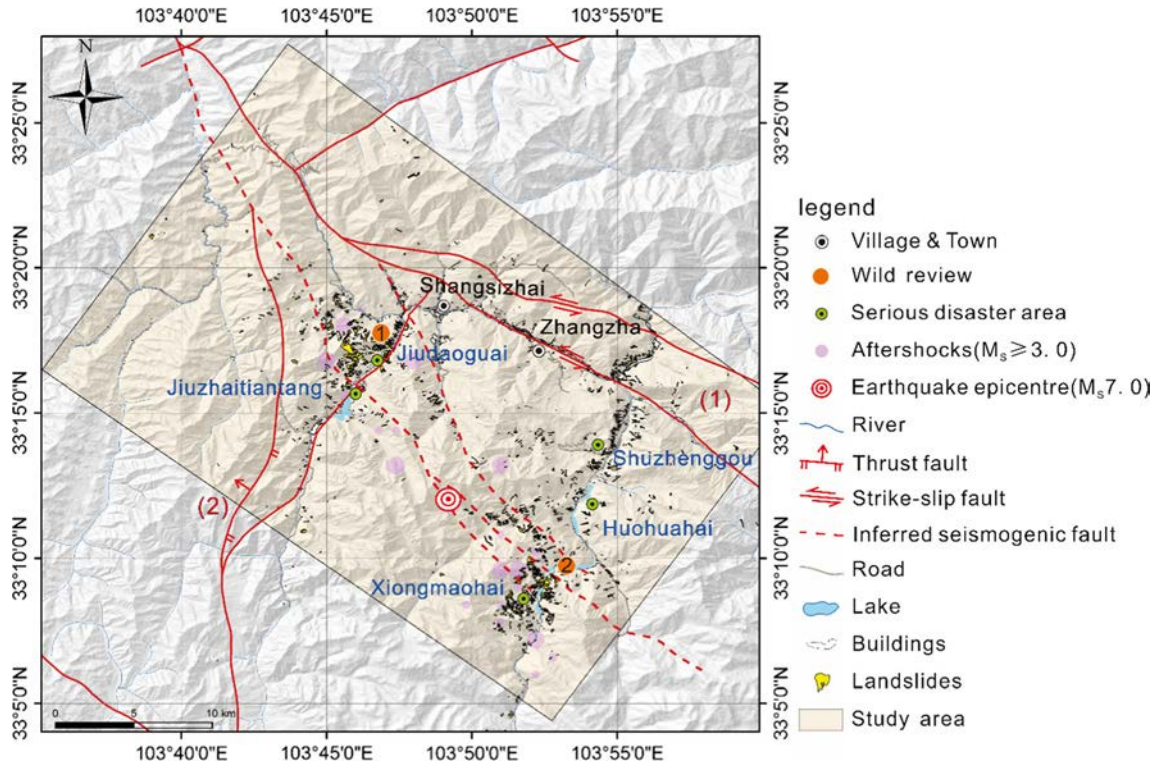 103°40'0"E 103°45'0"E 103°50'0"E 103°55'0"E
N
33°25'0"N 33°25'0"N
33°20'0"N 33°20'0"N
33°15'0"N 33°15'0"N
33°10'0"N 33°10'0"N
33°5'0"N 33°5'0"N
Shangsizhai
Zhangzha
1
Jiudaoguai
Jiuzhaitiantang
(1)
Shuzhenggou
(2)
Huohuahai
2
Xiongmaohai
0 5 10 km
103°40'0"E 103°45'0"E 103°50'0"E 103°55'0"E
legend
Village & Town
Wild review
Serious disaster area
Aftershocks(Ms≥3. 0)
Earthquake epicentre(Ms7. 0)
River
Thrust fault
Strike-slip fault
Inferred seismogenic fault
Road
Lake
Buildings
Landslides
Study area